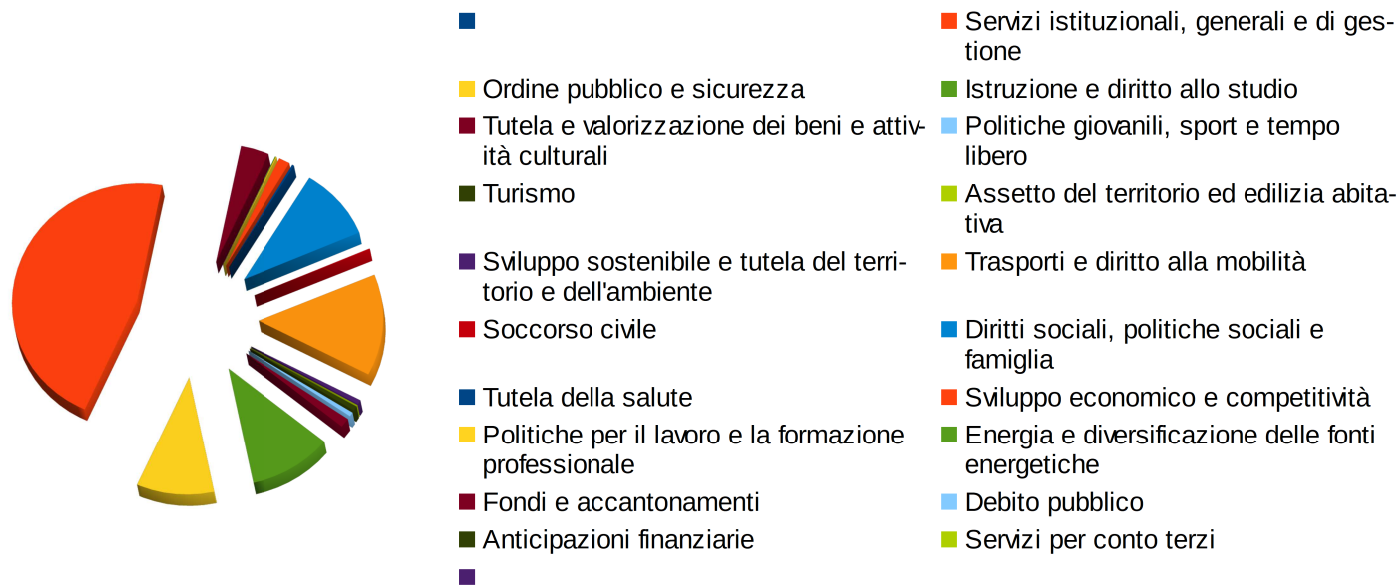 Servizi istituzionali, generali e di ges-
tione
Ordine pubblico e sicurezza
Istruzione e diritto allo studio
Tutela e valorizzazione dei beni e attiv-
ità culturali
Politiche giovanili, sport e tempo
libero
Turismo
Assetto del territorio ed edilizia abita-
tiva
Sviluppo sostenibile e tutela del terri-
torio e dell'ambiente
Trasporti e diritto alla mobilità
Soccorso civile
Diritti sociali, politiche sociali e
famiglia
Tutela della salute
Sviluppo economico e competitività
Politiche per il lavoro e la formazione
professionale
Energia e diversificazione delle fonti
energetiche
Fondi e accantonamenti
Debito pubblico
Anticipazioni finanziarie
Servizi per conto terzi